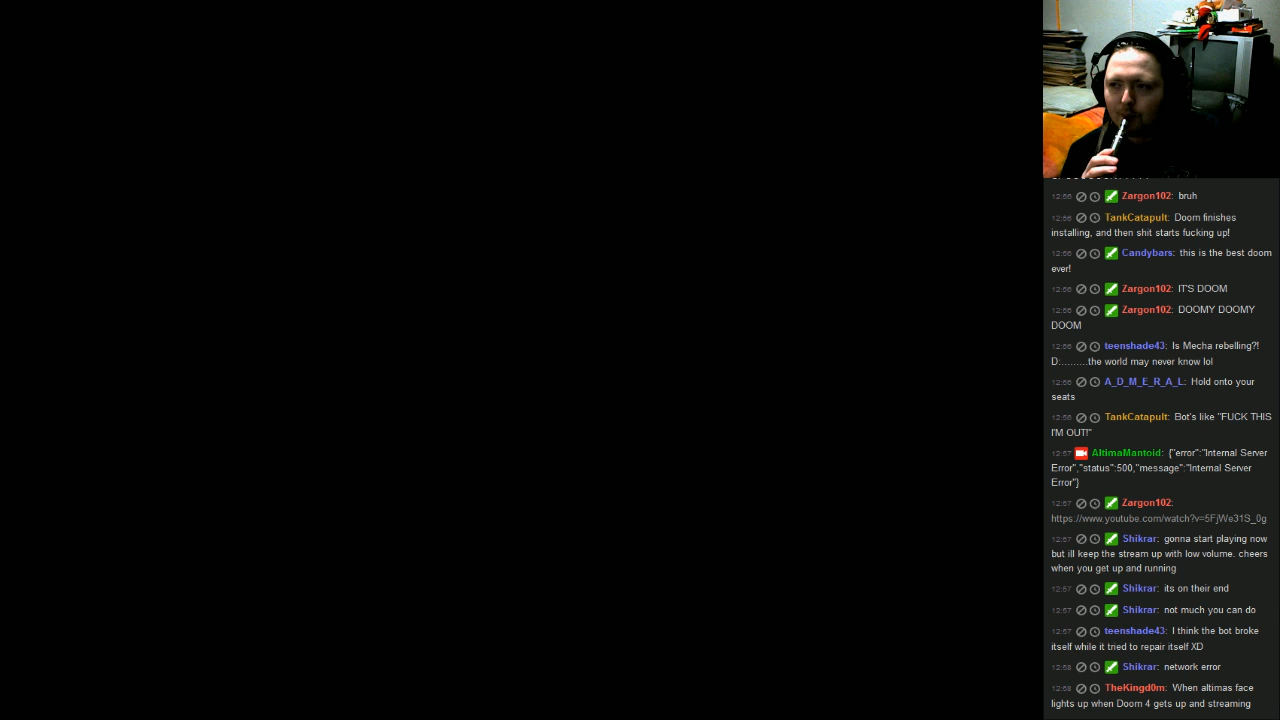 12:56 Zargon102: bruh
12:56 TankCatapult: Doom finishes
installing, and then shit starts fucking up!
12:56 Candybars: this is the best doom
ever!
12:56 Zargon102: IT'S DOOM
12:56 Zargon102: DOOMY DOOMY
DOOM
12:56 teenshade43: Is Mecha rebelling?!
D:.........the world may never know lol
12:56 A_D_M_E_R_A_L: Hold onto your
seats
12:56 TankCatapult: Bot's like "FUCK THIS
I'M OUT!"
12:57 AltimaMantoid: {"error":"Internal Server
Error","status":500,"message":"Internal Server
Error"}
12:57 Zargon102:
https://www.youtube.com/watch?v=5FjWe31S_0g
12:57 Shikrar: gonna start playing now
but ill keep the stream up with low volume. cheers
when you get up and running
12:57 Shikrar: its on their end
12:57 Shikrar: not much you can do
12:57 teenshade43: I think the bot broke
itself while it tried to repair itself XD
12:58 Shikrar: network error
12:58 TheKingd0m: When altimas face
lights up when Doom 4 gets up and streaming